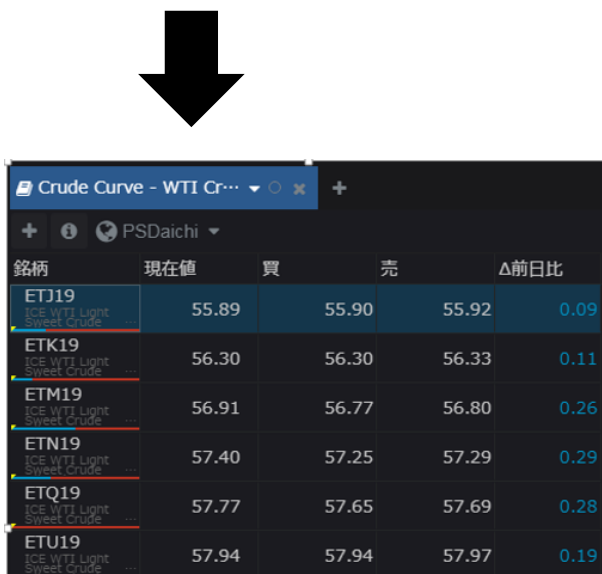 Crude Curve - WTI Cr…
PSDaichi
銘柄 現在値 買 売 Δ前日比
ETJ19
ICE WTI Light
Sweet Crude ...
55.89 55.90 55.92 0.09
ETK19
ICE WTI Light
Sweet Crude ...
56.30 56.30 56.33 0.11
ETM19
ICE WTI Light
Sweet Crude ...
56.91 56.77 56.80 0.26
ETN19
ICE WTI Light
Sweet Crude ...
57.40 57.25 57.29 0.29
ETQ19
ICE WTI Light
Sweet Crude ...
57.77 57.65 57.69 0.28
ETU19
ICE WTI Light
Sweet Crude ...
57.94 57.94 57.97 0.19